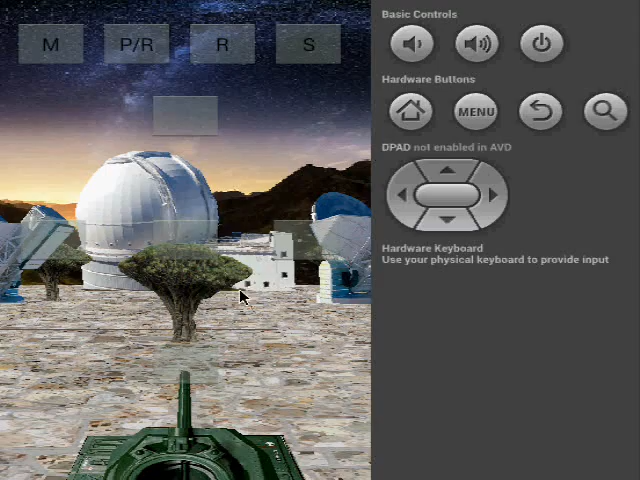 M
P/R
R
S
Basic Controls
Hardware Buttons
MENU
DPAD not enabled in AVD
Hardware Keyboard
Use your physical keyboard to provide input